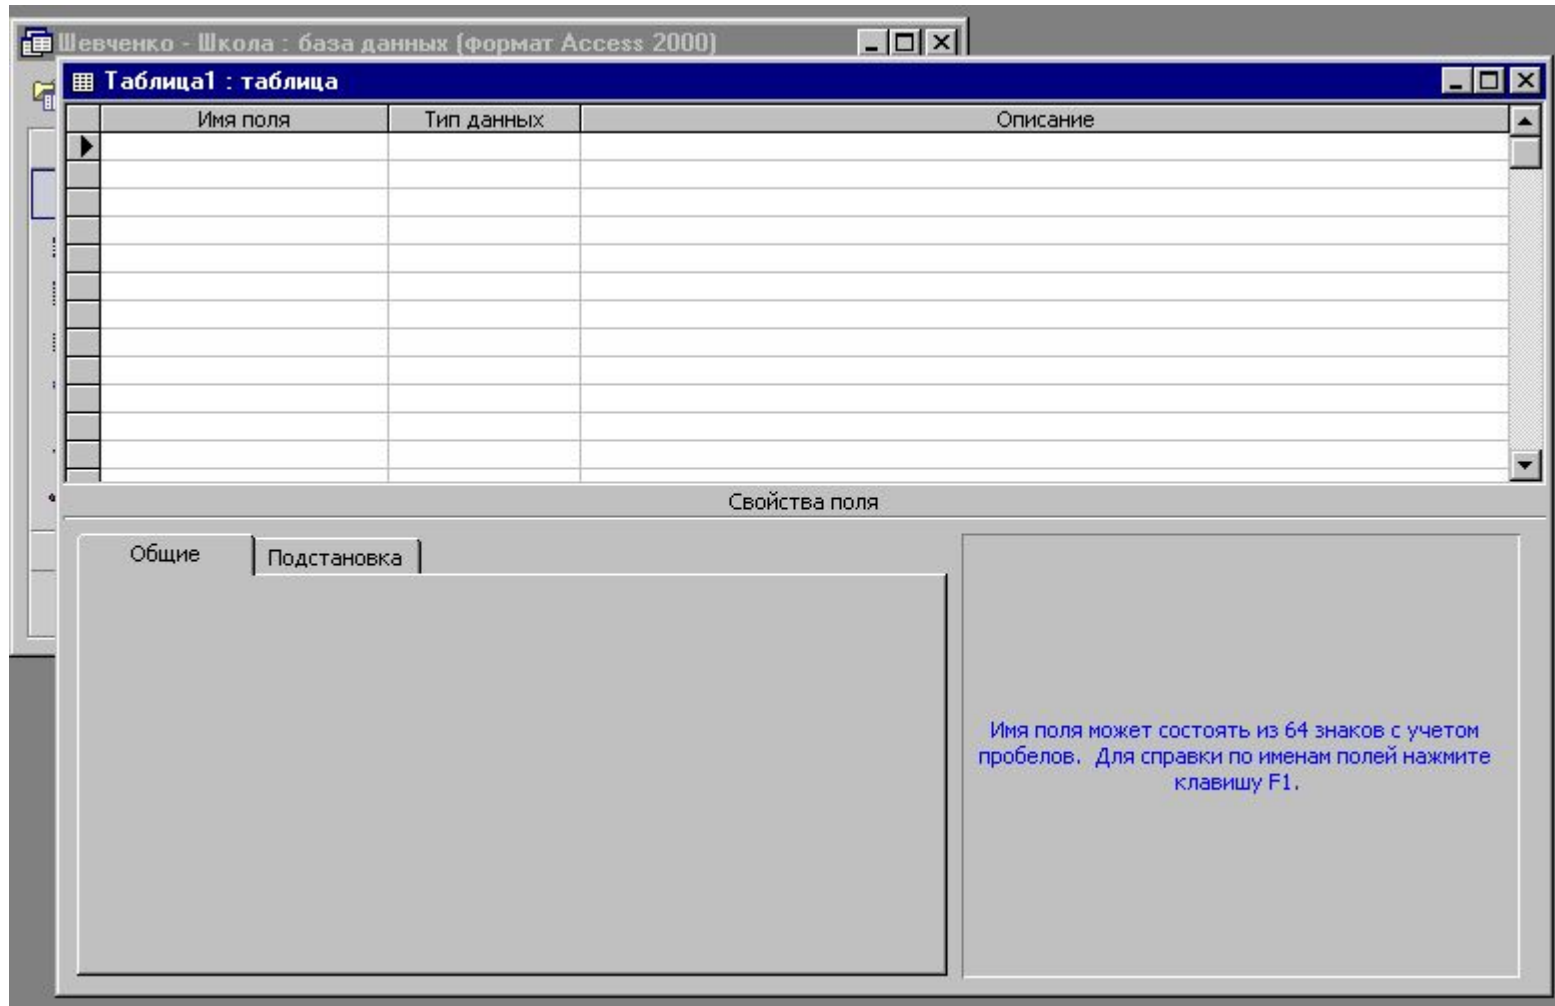 Шевченко - Школа : база данных (формат Access 2000)
Таблица1 : таблица
Имя поля Тип данных Описание
Свойства поля
Общие Подстановка
Имя поля может состоять из 64 знаков с учетом
пробелов. Для справки по именам полей нажмите
клавишу F1.